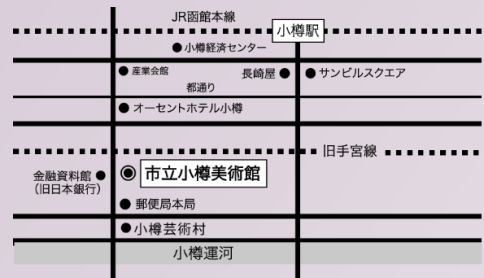 JR函館本線
小樽駅
●小樽経済センター
●産業会館
長崎屋●
●サンビルスクエア
都通り
●オーセントホテル小樽
旧手宮線
金融資料館●
(旧日本銀行)
◉市立小樽美術館
●郵便局本局
●小樽芸術村
小樽運河